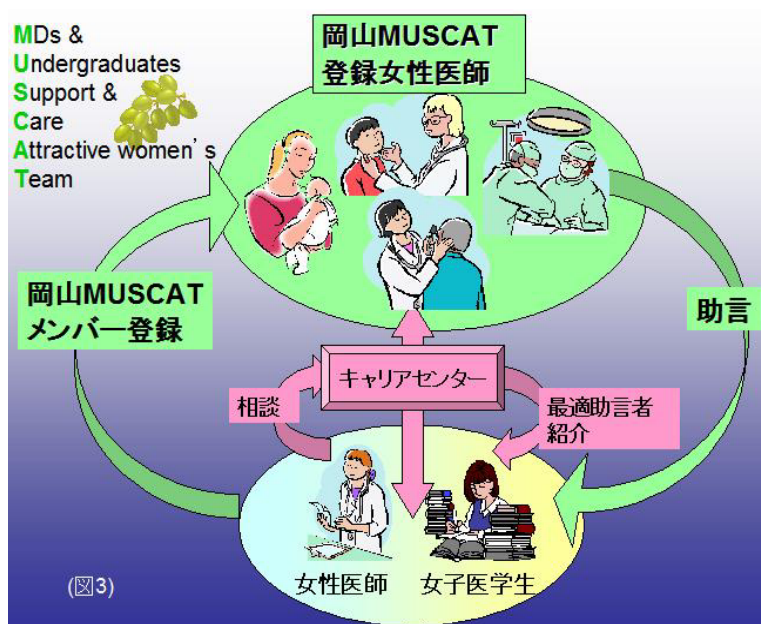 MDs &
Undergraduates
Support &
Care
Attractive women's
Team
岡山MUSCAT
登録女性医師
岡山MUSCAT
メンバー登録
助言
キャリアセンター
相談
最適助言者
紹介
女性医師
女子医学生
(図3)